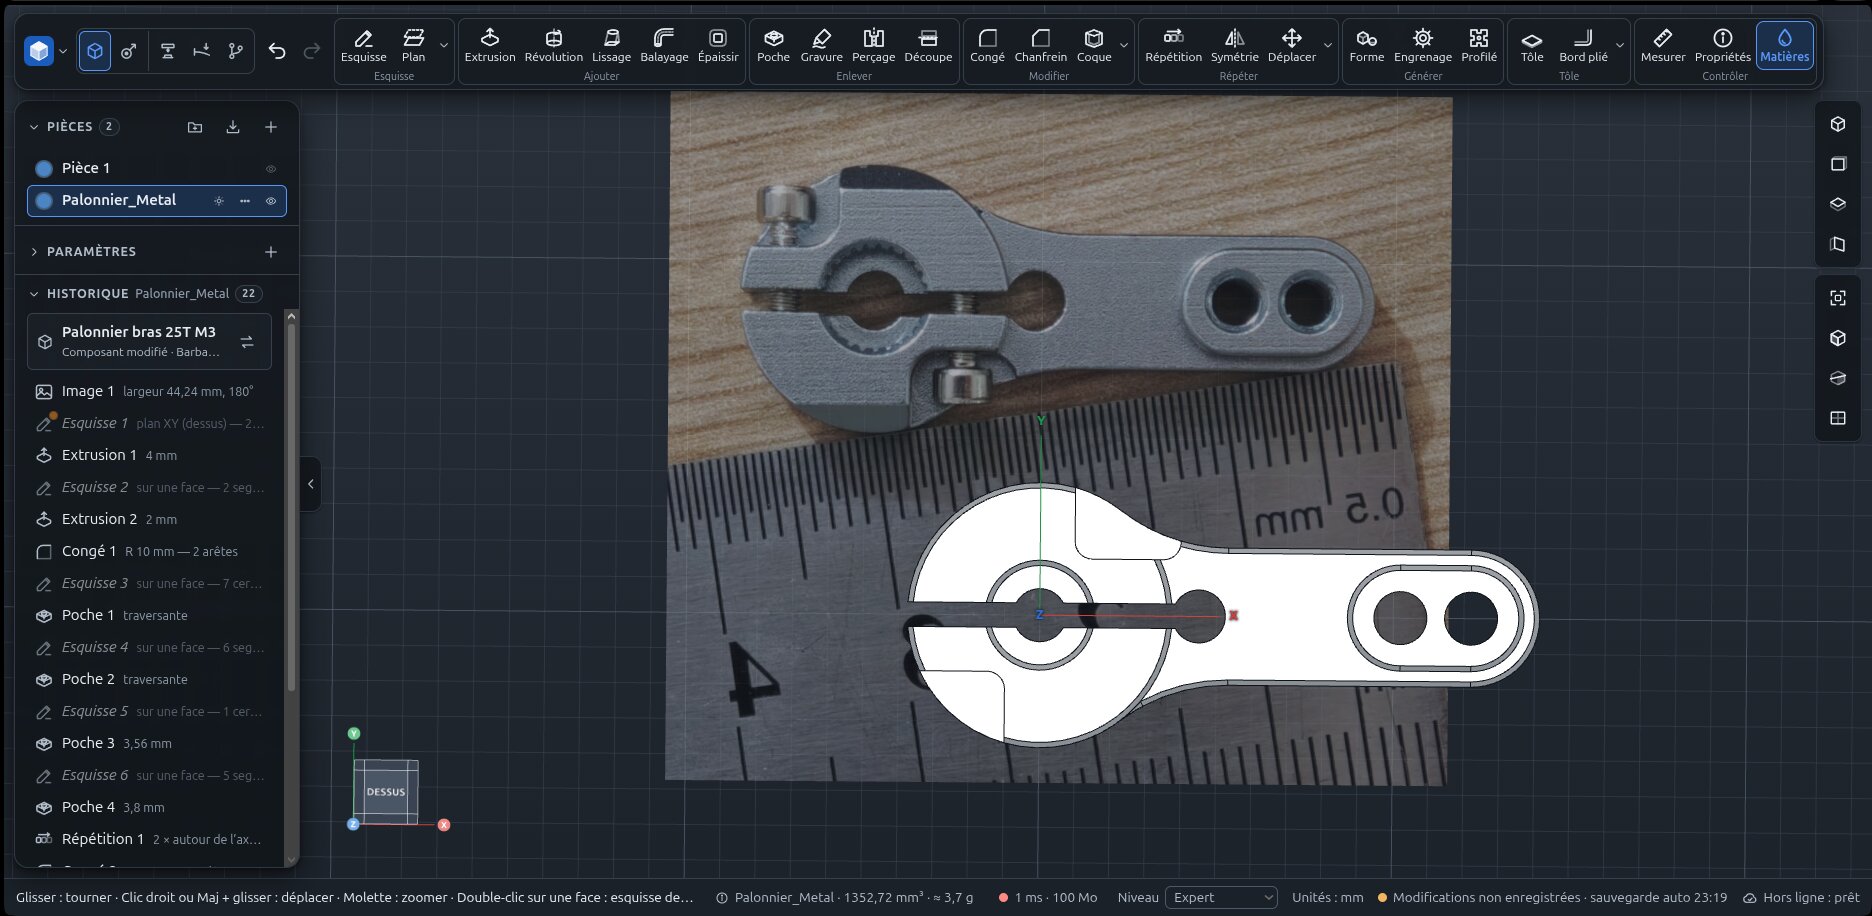 Esquisse Plan
Esquisse
Extrusion Révolution Lissage Balayage Épaissir
Ajouter
Poche Gravure Perçage Découpe
Enlever
Congé Chanfrein Coque
Modifier
Répétition Symétrie Déplacer
Répéter
Forme Engrenage Profilé
Générer
Tôle Bord plié
Tôle
Mesurer Propriétés Matières
Contrôler
PIÈCES 2
Pièce 1
Palonnier_Metal
PARAMÈTRES
HISTORIQUE Palonnier_Metal 22
Palonnier bras 25T M3
Composant modifié · Barba…
Image 1 largeur 44,24 mm, 180°
Esquisse 1 plan XY (dessus) — 2…
Extrusion 1 4 mm
Esquisse 2 sur une face — 2 seg…
Extrusion 2 2 mm
Congé 1 R 10 mm — 2 arêtes
Esquisse 3 sur une face — 7 cer…
Poche 1 traversante
Esquisse 4 sur une face — 6 seg…
Poche 2 traversante
Esquisse 5 sur une face — 1 cer…
Poche 3 3,56 mm
Esquisse 6 sur une face — 5 seg…
Poche 4 3,8 mm
Répétition 1 2 × autour de l'ax…
Y
0.5 mm
Z
X
4
Y
DESSUS
Z
X
Glisser : tourner · Clic droit ou Maj + glisser : déplacer · Molette : zoomer · Double-clic sur une face : esquisse de…
Palonnier_Metal · 1352,72 mm³ · ≈ 3,7 g
1 ms · 100 Mo
Niveau Expert
Unités : mm
Modifications non enregistrées · sauvegarde auto 23:19
Hors ligne : prêt